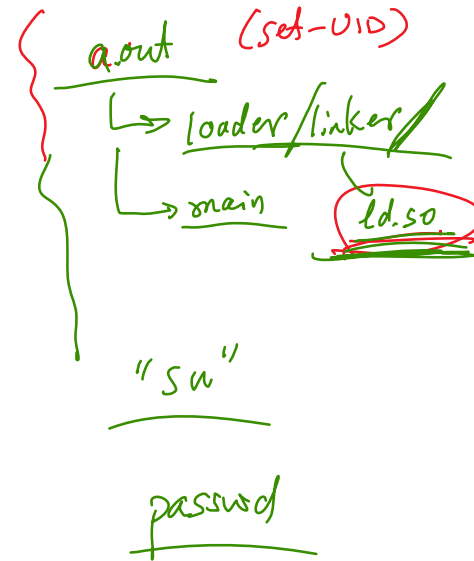 (set-UID)
a.out
loader/linker/
main
ld.so
"su"
passwd